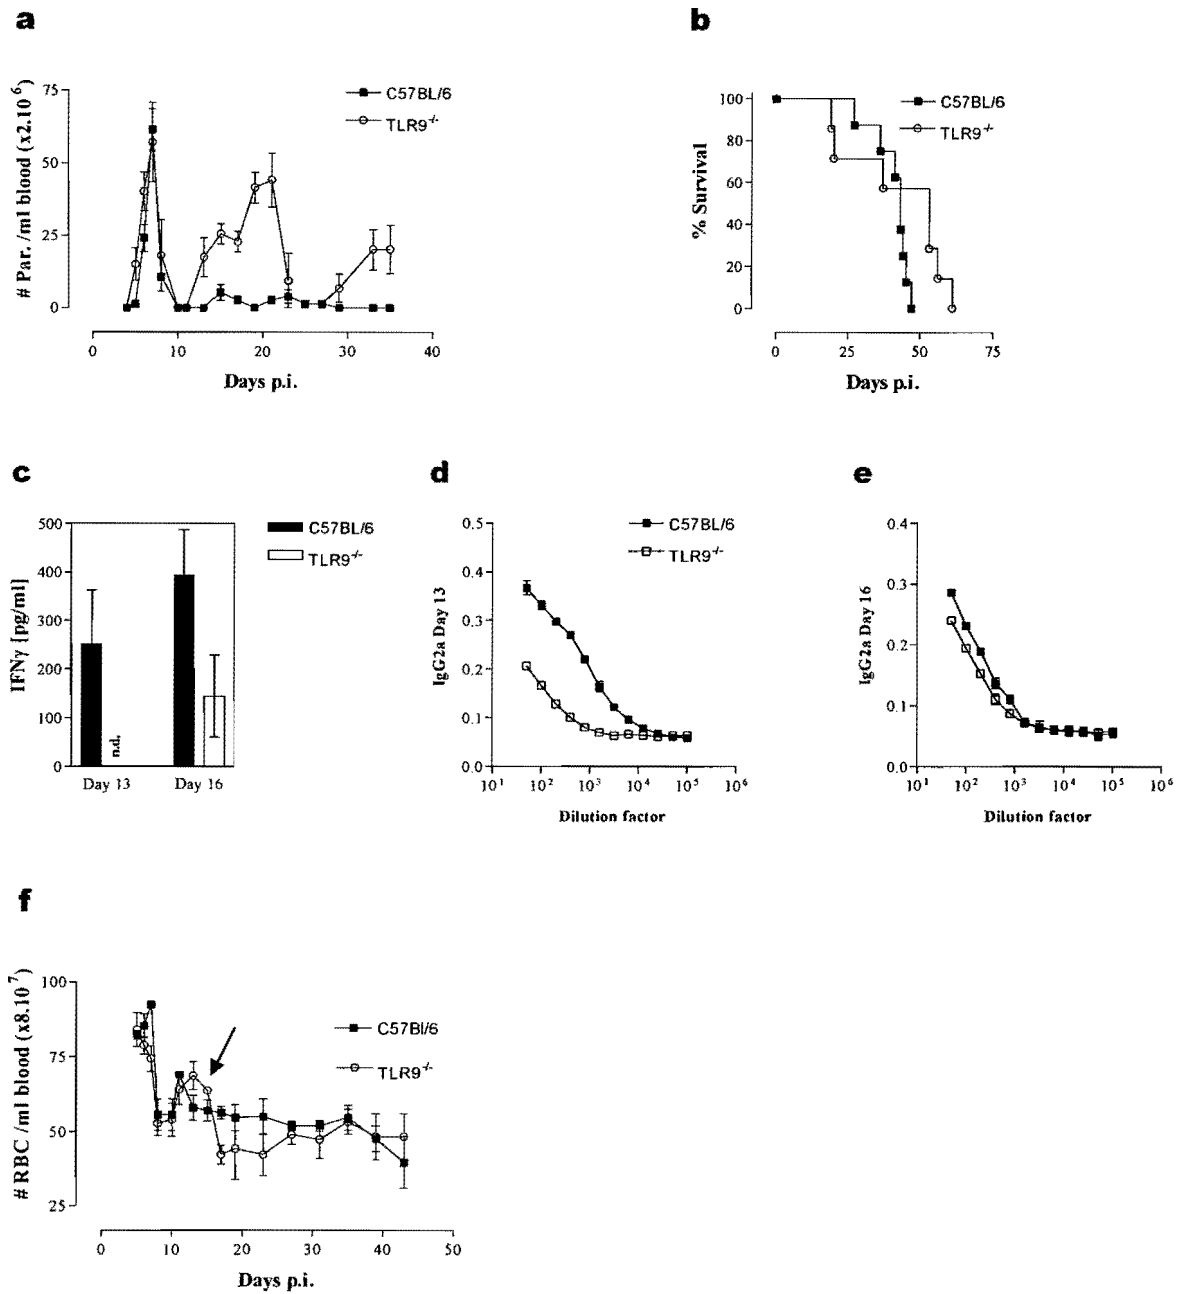 a
# Par. /ml blood (x2.10⁶)
75
50
25
0
0 10 20 30 40
Days p.i.
C57BL/6
TLR9⁻/⁻
b
% Survival
100
80
60
40
20
0
0 25 50 75
Days p.i.
C57BL/6
TLR9⁻/⁻
c
IFNγ [pg/ml]
500
400
300
200
100
0
n.d.
Day 13 Day 16
C57BL/6
TLR9⁻/⁻
d
IgG2a Day 13
0.5
0.4
0.3
0.2
0.1
0.0
10¹ 10² 10³ 10⁴ 10⁵ 10⁶
Dilution factor
C57BL/6
TLR9⁻/⁻
e
IgG2a Day 16
0.4
0.3
0.2
0.1
0.0
10¹ 10² 10³ 10⁴ 10⁵ 10⁶
Dilution factor
f
# RBC /ml blood (x8.10⁷)
100
75
50
25
0 10 20 30 40 50
Days p.i.
C57Bl/6
TLR9⁻/⁻